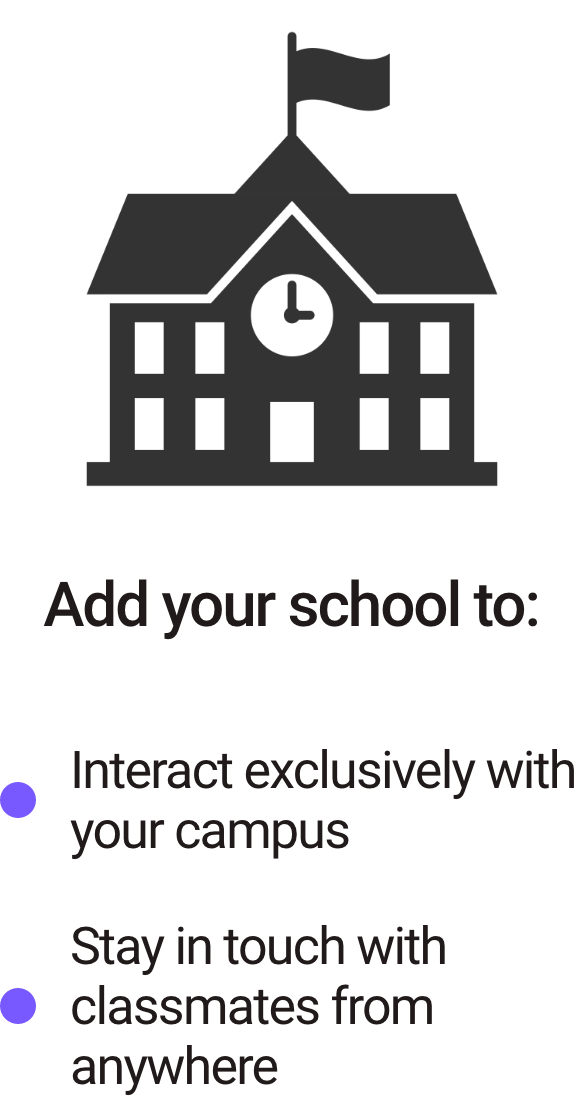 Add your school to:
Interact exclusively with
your campus
Stay in touch with
classmates from
anywhere